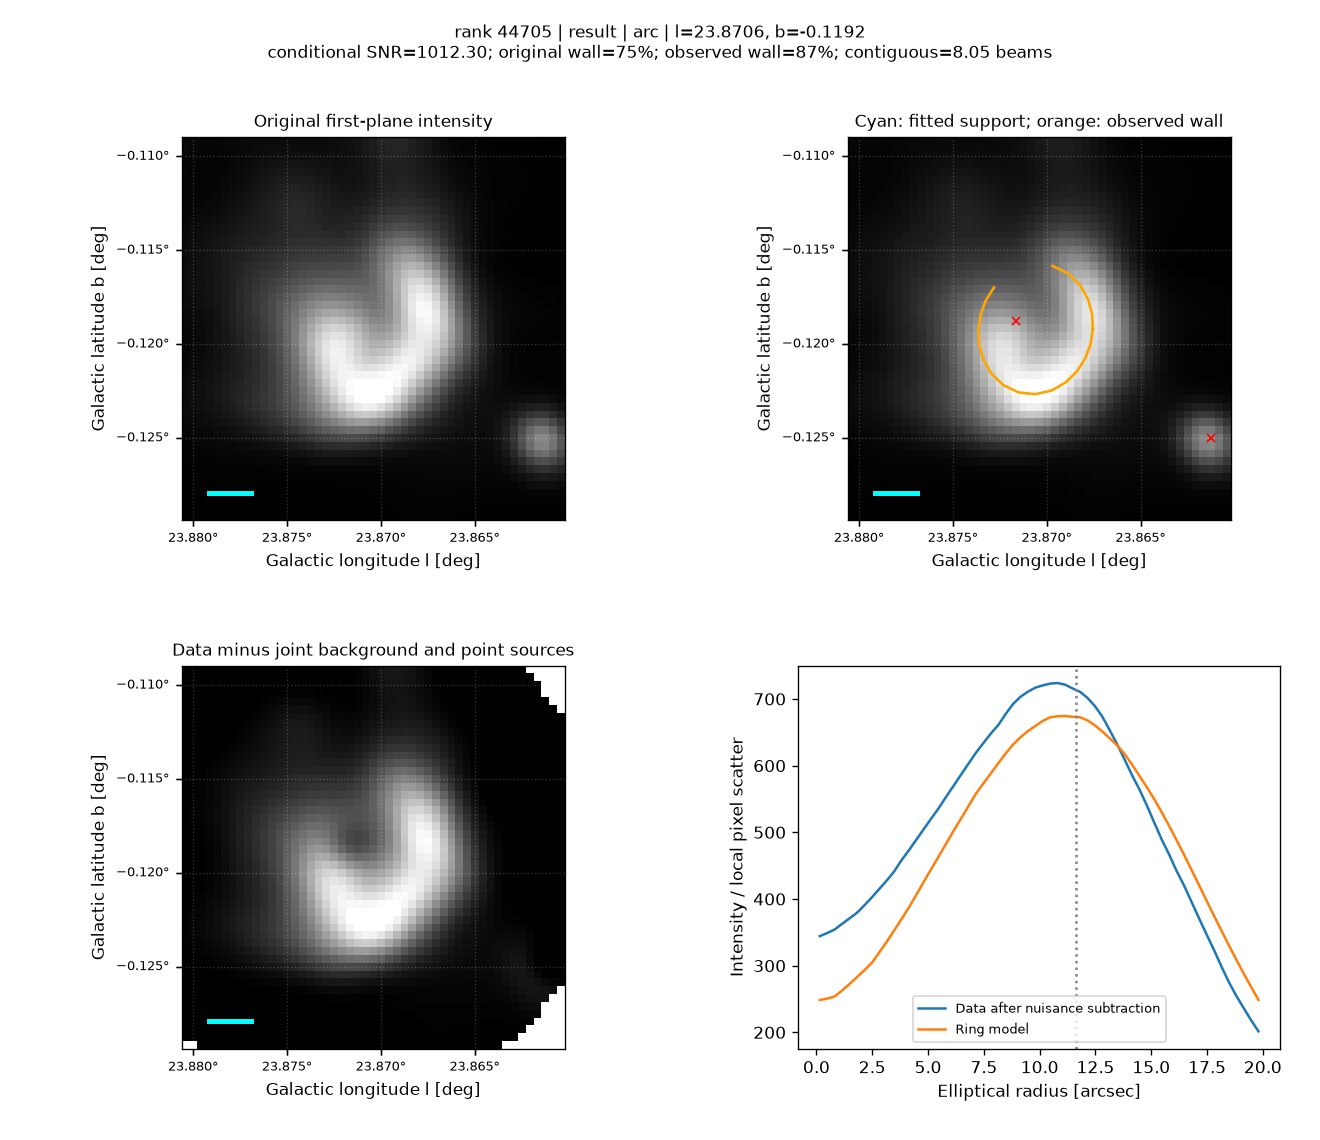 rank 44705 | result | arc | l=23.8706, b=-0.1192
conditional SNR=1012.30; original wall=75%; observed wall=87%; contiguous=8.05 beams
Original first-plane intensity
−0.110°
−0.115°
−0.120°
−0.125°
Galactic latitude b [deg]
23.880° 23.875° 23.870° 23.865°
Galactic longitude l [deg]
Cyan: fitted support; orange: observed wall
−0.110°
−0.115°
−0.120°
−0.125°
Galactic latitude b [deg]
23.880° 23.875° 23.870° 23.865°
Galactic longitude l [deg]
Data minus joint background and point sources
−0.110°
−0.115°
−0.120°
−0.125°
Galactic latitude b [deg]
23.880° 23.875° 23.870° 23.865°
Galactic longitude l [deg]
700
600
500
400
300
200
Intensity / local pixel scatter
Data after nuisance subtraction
Ring model
0.0 2.5 5.0 7.5 10.0 12.5 15.0 17.5 20.0
Elliptical radius [arcsec]